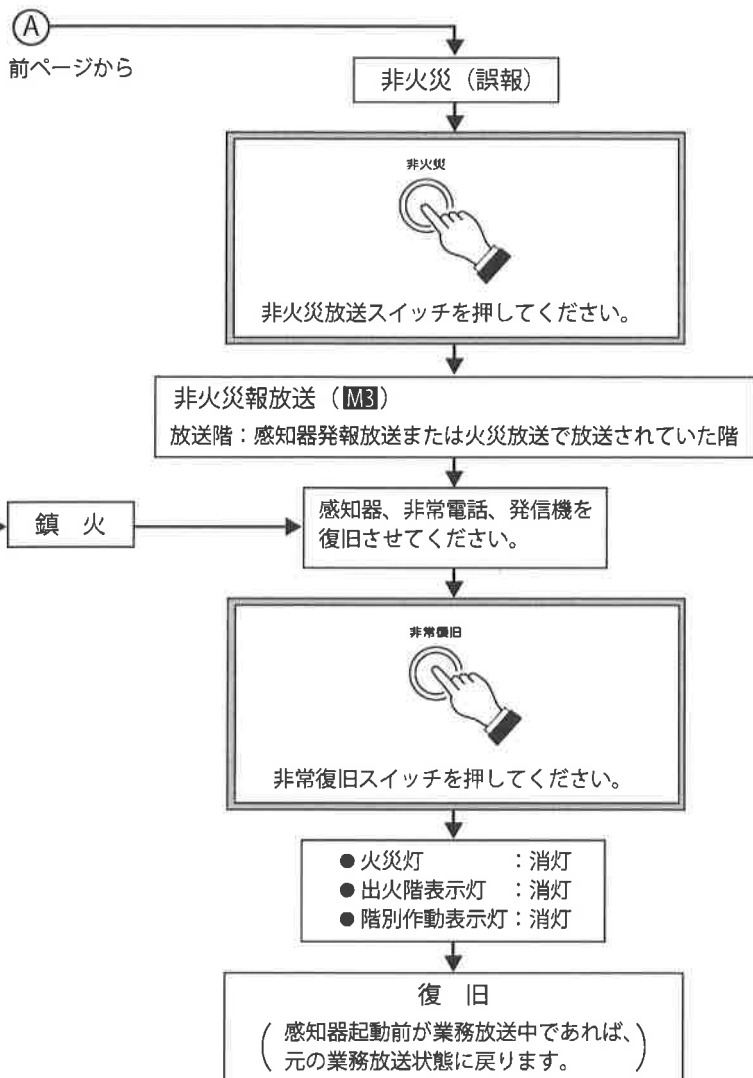 A
前ページから
非火災（誤報）
非火災
非火災放送スイッチを押してください。
非火災報放送（M3）
放送階：感知器発報放送または火災放送で放送されていた階
鎮　火
感知器、非常電話、発信機を
復旧させてください。
非常復旧
非常復旧スイッチを押してください。
●火災灯　　　　：消灯
●出火階表示灯　：消灯
●階別作動表示灯：消灯
復　旧
（感知器起動前が業務放送中であれば、
元の業務放送状態に戻ります。）